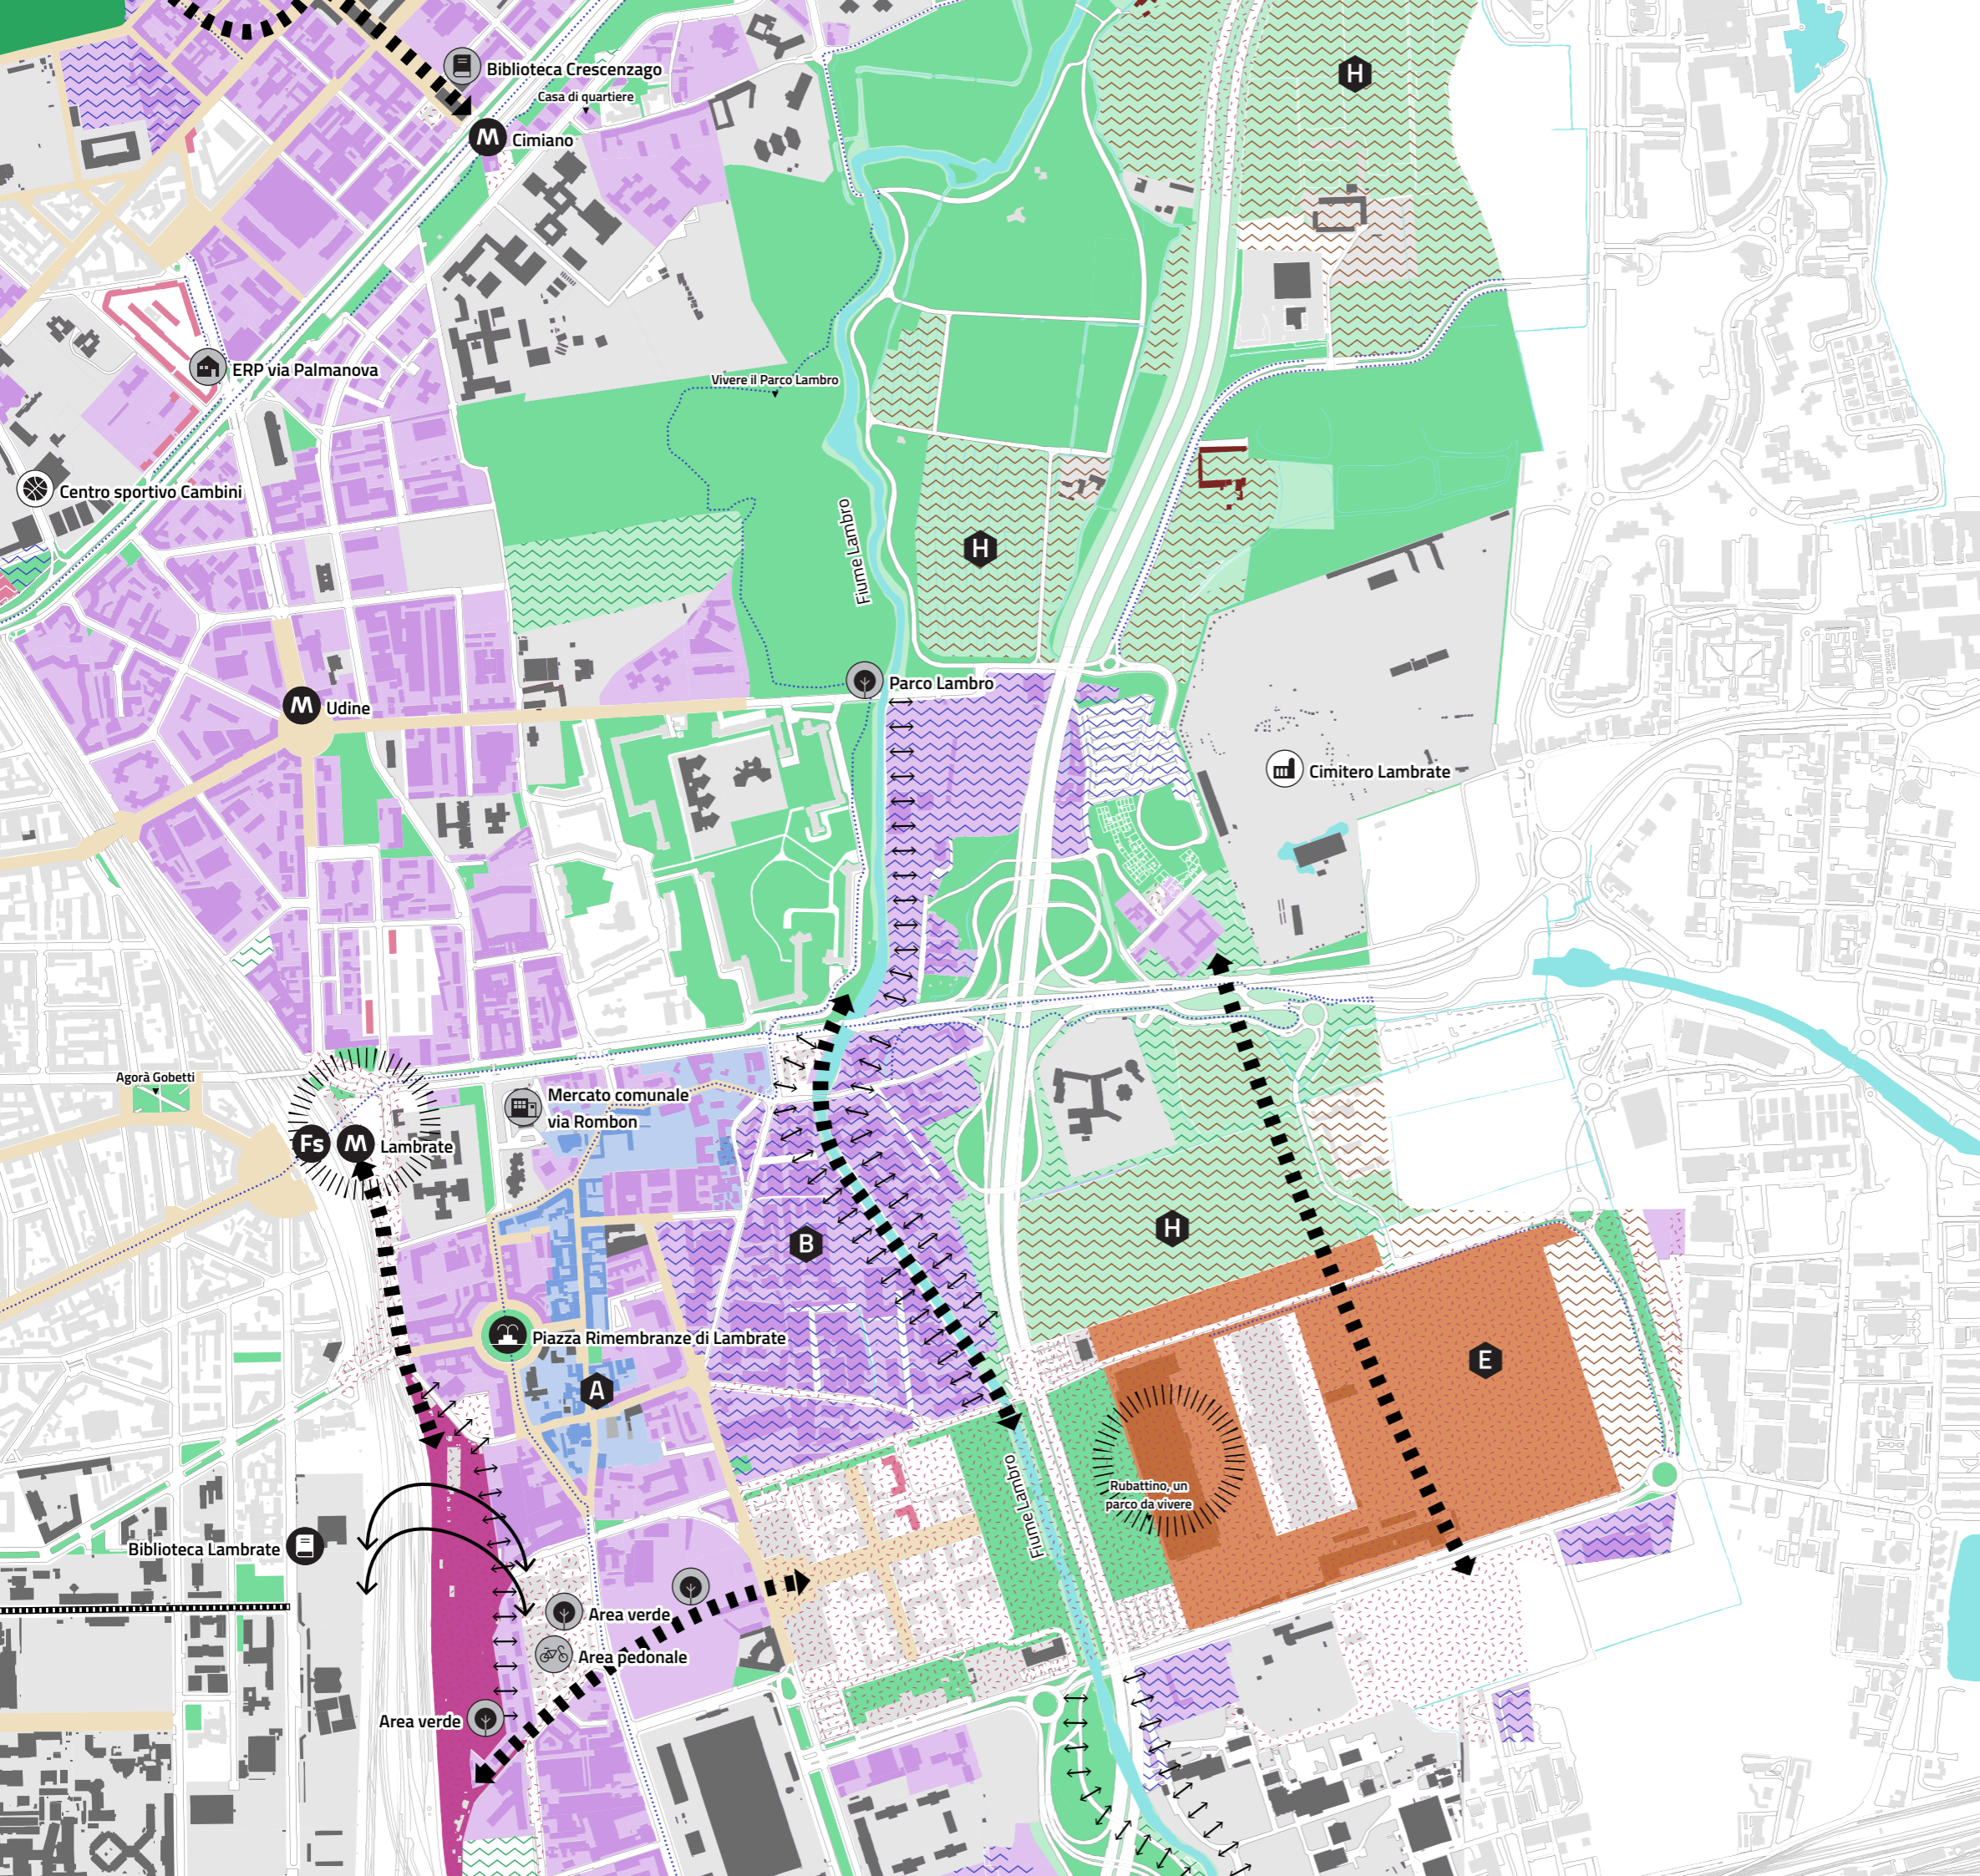 H
Biblioteca Crescenzago
Casa di quartiere
M Cimiano
ERP via Palmanova
Vivere il Parco Lambro
Centro sportivo Cambini
Fiume Lambro
H
Parco Lambro
M Udine
Cimitero Lambrate
Agorà Gobetti
Mercato comunale
via Rombon
Fs M Lambrate
H
B
Piazza Rimembranze di Lambrate
E
A
Rubattino, un
parco da vivere
Fiume Lambro
Biblioteca Lambrate
Area verde
Area pedonale
Area verde